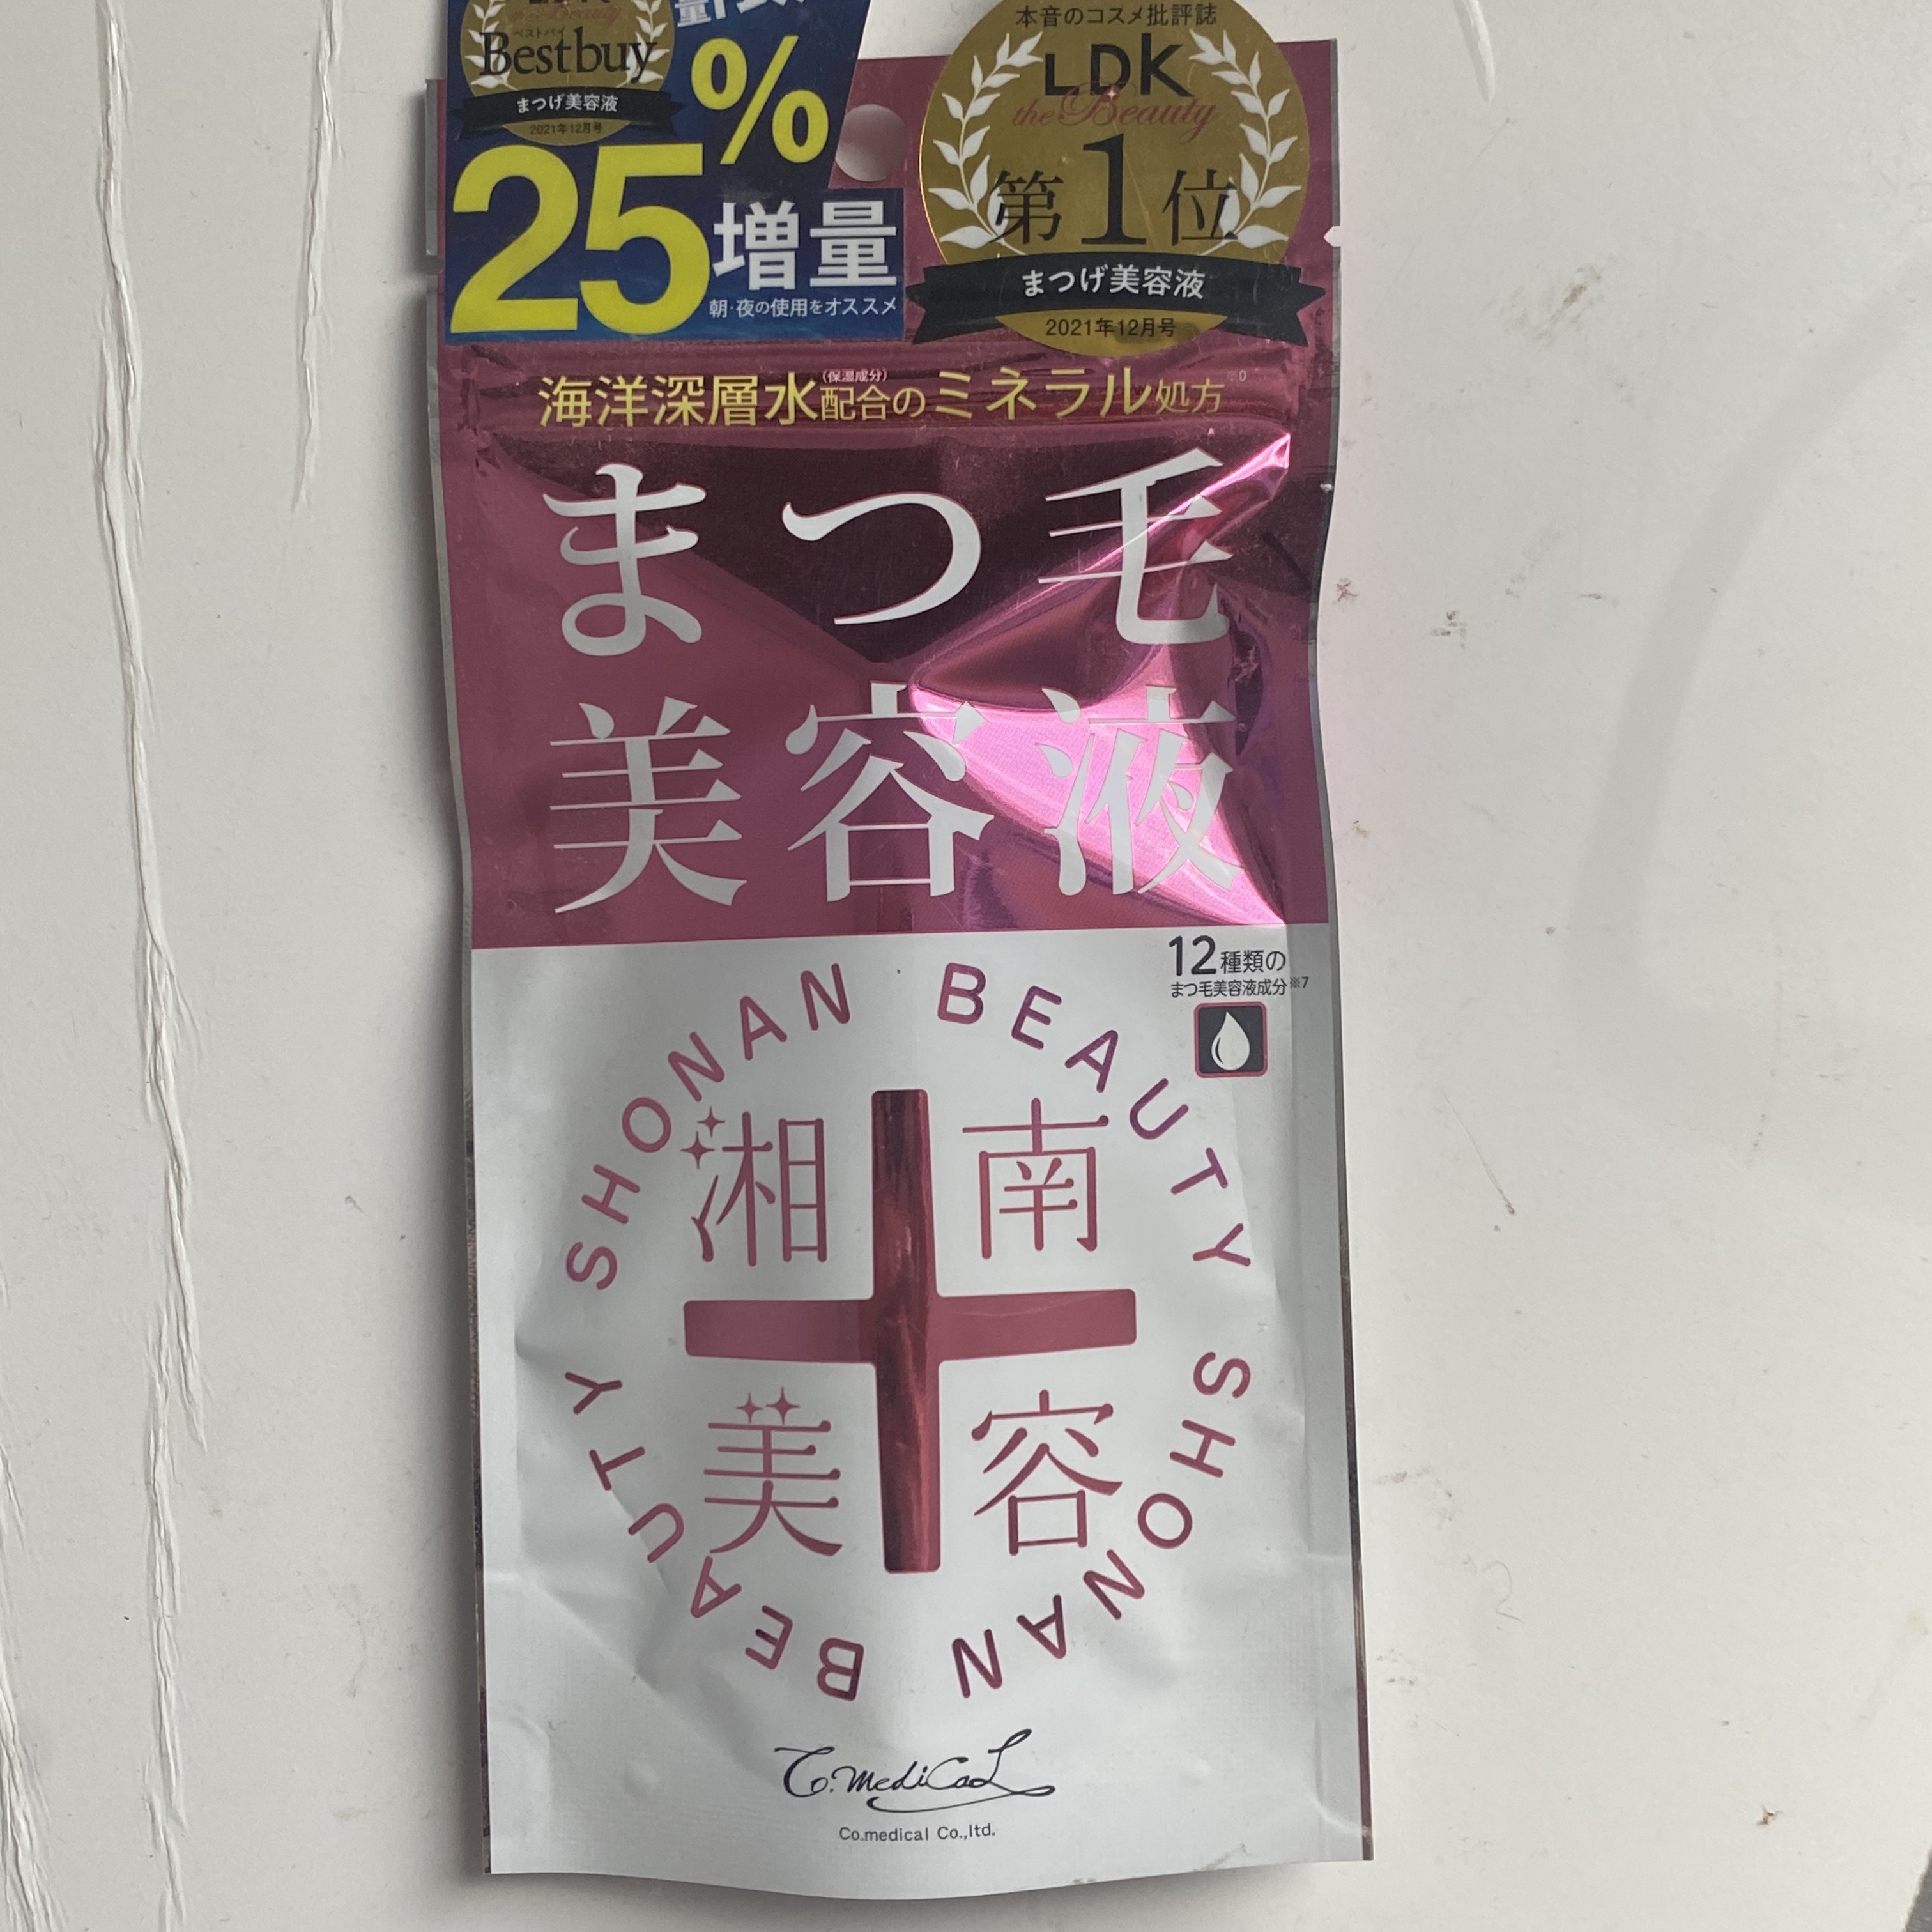 Bestbuy
ベストバイ
まつげ美容液
2021年12月号
25%
増量
朝・夜の使用をオススメ
本音のコスメ批評誌
LDK
the Beauty
第1位
まつげ美容液
2021年12月号
海洋深層水配合のミネラル処方
(保湿成分)
まつ毛
美容液
12種類の
まつ毛美容液成分※7
SHONAN BEAUTY SHONAN BEAUTY
湘南
美容
Co.medicaL
Co.medical Co.,ltd.